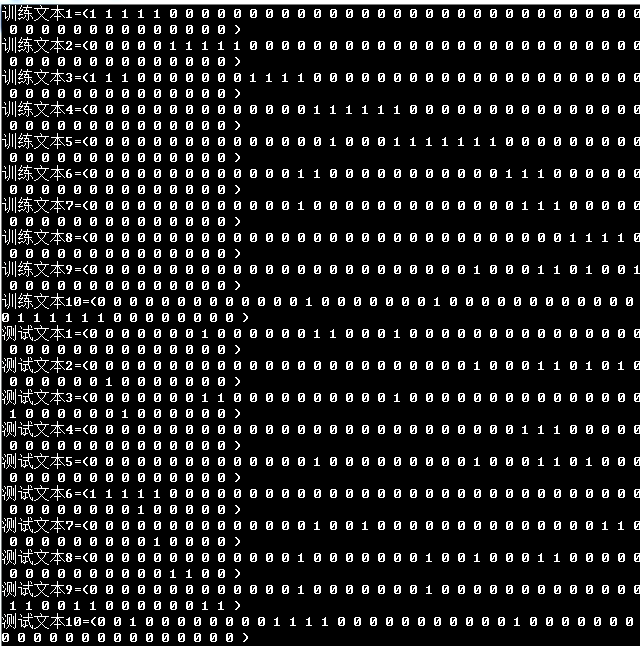 训练文本1=<1 1 1 1 1 0 0 0 0 0 0 0 0 0 0 0 0 0 0 0 0 0 0 0 0 0 0 0 0 0 0 0 0 0 0
0 0 0 0 0 0 0 0 0 0 0 0 0 0 >
训练文本2=<0 0 0 0 0 1 1 1 1 1 0 0 0 0 0 0 0 0 0 0 0 0 0 0 0 0 0 0 0 0 0 0 0 0 0
0 0 0 0 0 0 0 0 0 0 0 0 0 0 >
训练文本3=<1 1 1 0 0 0 0 0 0 0 1 1 1 1 0 0 0 0 0 0 0 0 0 0 0 0 0 0 0 0 0 0 0 0 0
0 0 0 0 0 0 0 0 0 0 0 0 0 0 >
训练文本4=<0 0 0 0 0 0 0 0 0 0 0 0 0 0 1 1 1 1 1 1 0 0 0 0 0 0 0 0 0 0 0 0 0 0 0
0 0 0 0 0 0 0 0 0 0 0 0 0 0 >
训练文本5=<0 0 0 0 0 0 0 0 0 0 0 0 0 0 0 1 0 0 0 1 1 1 1 1 1 1 0 0 0 0 0 0 0 0 0
0 0 0 0 0 0 0 0 0 0 0 0 0 0 >
训练文本6=<0 0 0 0 0 0 0 0 0 0 0 0 0 1 1 0 0 0 0 0 0 0 0 0 0 0 1 1 1 0 0 0 0 0 0
0 0 0 0 0 0 0 0 0 0 0 0 0 0 >
训练文本7=<0 0 0 0 0 0 0 0 0 0 0 0 0 1 0 0 0 0 0 0 0 0 0 0 0 0 0 1 1 1 0 0 0 0 0
0 0 0 0 0 0 0 0 0 0 0 0 0 0 >
训练文本8=<0 0 0 0 0 0 0 0 0 0 0 0 0 0 0 0 0 0 0 0 0 0 0 0 0 0 0 0 0 0 1 1 1 1 0
0 0 0 0 0 0 0 0 0 0 0 0 0 0 >
训练文本9=<0 0 0 0 0 0 0 0 0 0 0 0 0 0 0 0 0 0 0 0 0 0 0 0 1 0 0 0 1 1 0 1 0 0 1
0 0 0 0 0 0 0 0 0 0 0 0 0 0 >
训练文本10=<0 0 0 0 0 0 0 0 0 0 0 0 0 1 0 0 0 0 0 0 0 1 0 0 0 0 0 0 0 0 0 0 0 0
0 1 1 1 1 1 1 0 0 0 0 0 0 0 0 >
测试文本1=<0 0 0 0 0 0 0 1 0 0 0 0 0 0 1 1 0 0 0 1 0 0 0 0 0 0 0 0 0 0 0 0 0 0 0
0 0 0 0 0 0 0 0 0 0 0 0 0 0 >
测试文本2=<0 0 0 0 0 0 0 0 0 0 0 0 0 0 0 0 0 0 0 0 0 0 0 0 1 0 0 0 1 1 0 1 0 1 0
0 0 0 0 0 0 1 0 0 0 0 0 0 0 >
测试文本3=<0 0 0 0 0 0 0 1 1 0 0 0 0 0 0 0 0 0 0 1 0 0 0 0 0 0 0 0 0 0 0 0 0 0 0
1 0 0 0 0 0 0 1 0 0 0 0 0 0 >
测试文本4=<0 0 0 0 0 0 0 0 0 0 0 0 0 0 0 0 0 0 0 0 0 0 0 0 0 0 0 1 1 1 0 0 0 0 0
0 0 0 0 0 0 0 0 0 0 0 0 0 0 >
测试文本5=<0 0 0 0 0 0 0 0 0 0 0 0 0 0 1 0 0 0 0 0 0 0 0 0 1 0 0 0 1 1 0 1 0 0 0
0 0 0 0 0 0 0 0 0 0 0 0 0 0 >
测试文本6=<1 1 1 1 1 0 0 0 0 0 0 0 0 0 0 0 0 0 0 0 0 0 0 0 0 0 0 0 0 0 0 0 0 0 0
0 0 0 0 0 0 0 0 1 0 0 0 0 0 >
测试文本7=<0 0 0 0 0 0 0 0 0 0 0 0 0 0 1 0 0 1 0 0 0 0 0 0 0 0 0 0 0 0 0 0 1 1 0
0 0 0 0 0 0 0 0 0 1 0 0 0 0 >
测试文本8=<0 0 0 0 0 0 0 0 0 0 0 0 0 1 0 0 0 0 0 0 0 1 0 0 1 0 0 0 1 1 0 0 0 0 0
0 0 0 0 0 0 0 0 0 0 1 1 0 0 >
测试文本9=<0 0 0 0 0 0 0 0 0 0 0 0 0 1 0 0 0 0 0 0 0 1 0 0 0 0 0 0 0 0 0 0 0 0 0
1 1 0 0 1 1 0 0 0 0 0 0 1 1 >
测试文本10=<0 0 1 0 0 0 0 0 0 0 0 1 1 1 1 0 0 0 0 0 0 0 0 0 0 0 1 0 0 0 0 0 0 0
0 0 0 0 0 0 0 0 0 0 0 0 0 0 0 >